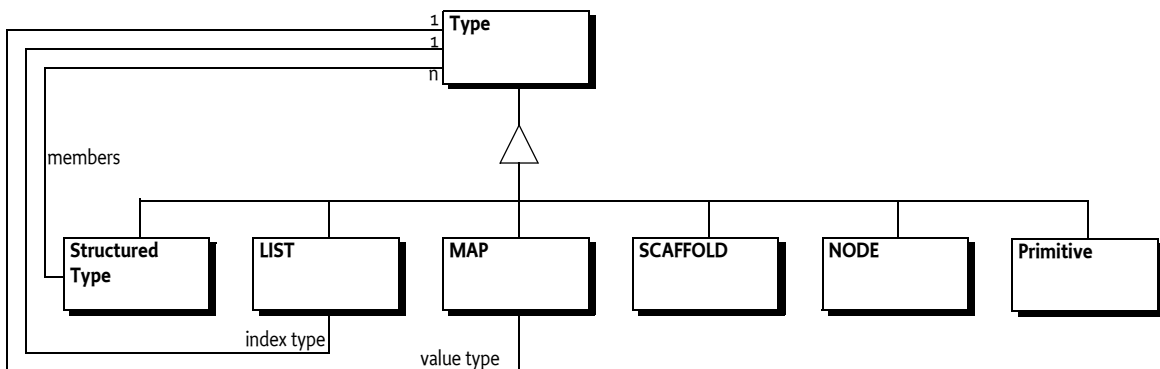 1
Type
1
n
members
Structured
Type
LIST
MAP
SCAFFOLD
NODE
Primitive
index type
value type